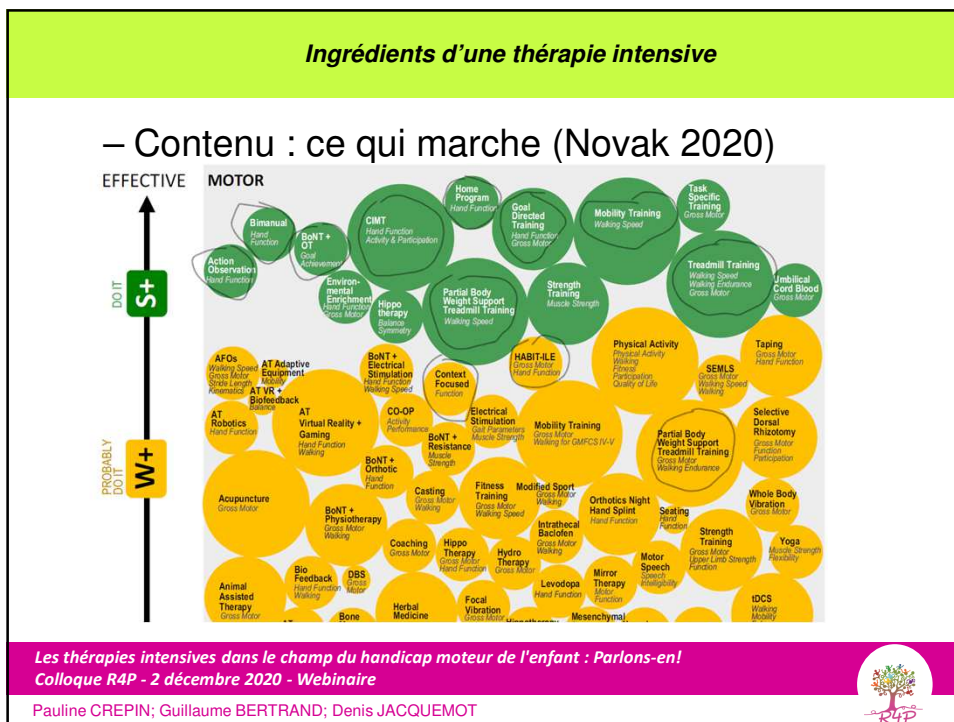 Ingrédients d'une thérapie intensive
– Contenu : ce qui marche (Novak 2020)
EFFECTIVE
MOTOR
DO IT
S+
PROBABLY
DO IT
W+
Action
Observation
Hand Function
Bimanual
Hand
Function
BoNT +
OT
Goal
Achievement
CIMT
Hand Function
Activity & Participation
Home
Program
Hand Function
Goal
Directed
Training
Hand Function
Gross Motor
Mobility Training
Walking Speed
Task
Specific
Training
Gross Motor
Environ-
mental
Enrichment
Hand Function
Gross Motor
Hippo
therapy
Balance
Symmetry
Partial Body
Weight Support
Treadmill Training
Walking Speed
Strength
Training
Muscle Strength
Treadmill Training
Walking Speed
Walking Endurance
Gross Motor
Umbilical
Cord Blood
Gross Motor
AFOs
Walking Speed
Gross Motor
Stride Length
Kinematics
AT Adaptive
Equipment
Mobility
AT VR +
Biofeedback
Balance
BoNT +
Electrical
Stimulation
Hand Function
Walking Speed
Context
Focused
Function
HABIT-ILE
Gross Motor
Hand Function
Physical Activity
Physical Activity
Walking
Fitness
Participation
Quality of Life
SEMLS
Gross Motor
Walking Speed
Walking
Taping
Gross Motor
Hand Function
AT
Robotics
Hand Function
AT
Virtual Reality +
Gaming
Hand Function
Walking
CO-OP
Activity
Performance
BoNT +
Resistance
Muscle
Strength
Electrical
Stimulation
Gait Parameters
Muscle Strength
Mobility Training
Gross Motor
Walking for GMFCS IV-V
Partial Body
Weight Support
Treadmill Training
Gross Motor
Walking Endurance
Selective
Dorsal
Rhizotomy
Gross Motor
Function
Participation
Acupuncture
Gross Motor
BoNT +
Orthotic
Hand
Function
BoNT +
Physiotherapy
Gross Motor
Walking
Casting
Gross Motor
Walking
Fitness
Training
Gross Motor
Walking Speed
Modified Sport
Gross Motor
Walking
Orthotics Night
Hand Splint
Hand Function
Seating
Hand
Function
Strength
Training
Gross Motor
Upper Limb Strength
Function
Whole Body
Vibration
Gross Motor
Coaching
Gross Motor
Hippo
Therapy
Gross Motor
Hand Function
Hydro
Therapy
Gross Motor
Intrathecal
Baclofen
Gross Motor
Walking
Motor
Speech
Speech
Intelligibility
Yoga
Muscle Strength
Flexibility
Animal
Assisted
Therapy
Gross Motor
Bio
Feedback
Hand Function
Walking
DBS
Gross
Motor
Herbal
Medicine
Focal
Vibration
Gross Motor
Levodopa
Hand Function
Mirror
Therapy
Motor
Function
tDCS
Walking
Mobility
Bone
Mesenchymal
Les thérapies intensives dans le champ du handicap moteur de l'enfant : Parlons-en!
Colloque R4P - 2 décembre 2020 - Webinaire
Pauline CREPIN; Guillaume BERTRAND; Denis JACQUEMOT
R4P